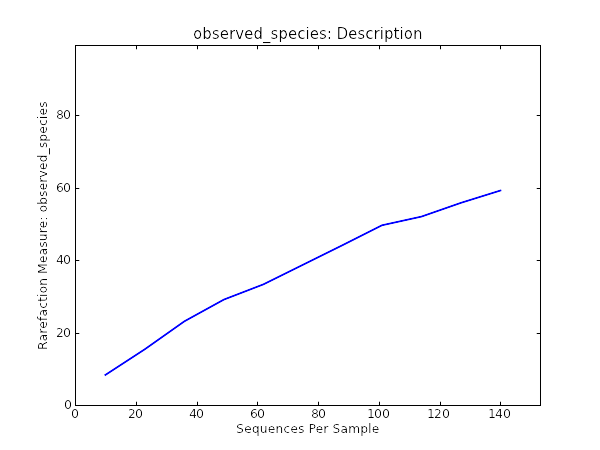 observed_species: Description
Rarefaction Measure: observed_species
80
60
40
20
0
0 20 40 60 80 100 120 140
Sequences Per Sample